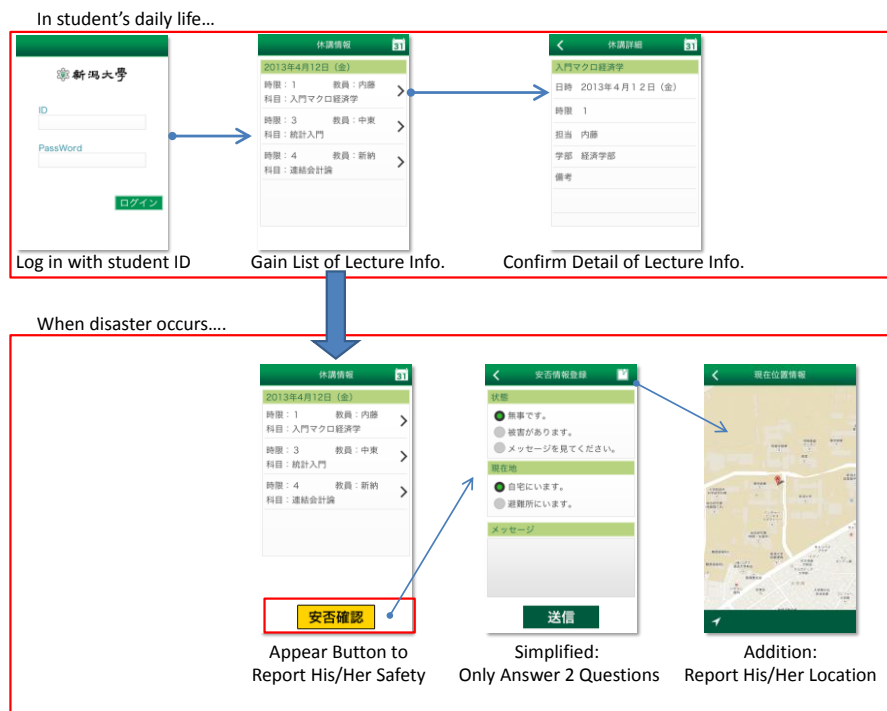 In student's daily life…
新潟大學
ID
PassWord
ログイン
Log in with student ID
休講情報
31
2013年4月12日（金）
時限：1 教員：内藤
科目：入門マクロ経済学
時限：3 教員：中東
科目：統計入門
時限：4 教員：新納
科目：連結会計論
Gain List of Lecture Info.
休講詳細
31
入門マクロ経済学
日時 2013年4月12日（金）
時限 1
担当 内藤
学部 経済学部
備考
Confirm Detail of Lecture Info.
When disaster occurs….
休講情報
31
2013年4月12日（金）
時限：1 教員：内藤
科目：入門マクロ経済学
時限：3 教員：中東
科目：統計入門
時限：4 教員：新納
科目：連結会計論
安否確認
Appear Button to
Report His/Her Safety
安否情報登録
状態
無事です。
被害があります。
メッセージを見てください。
現在地
自宅にいます。
避難所にいます。
メッセージ
送信
Simplified:
Only Answer 2 Questions
現在位置情報
Addition:
Report His/Her Location